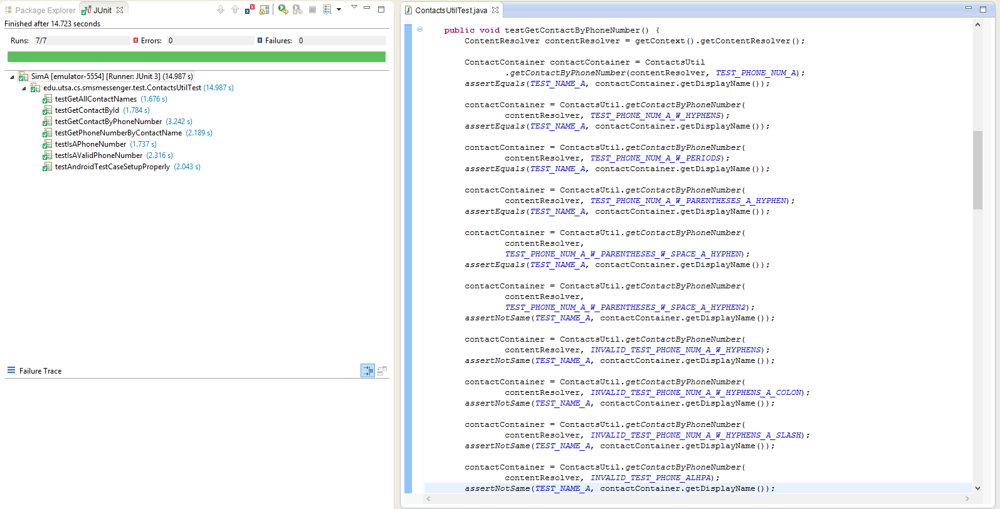 Package Explorer
JUnit
Finished after 14.723 seconds
Runs: 7/7
Errors: 0
Failures: 0
SimA [emulator-5554] [Runner: JUnit 3] (14.987 s)
edu.utsa.cs.smsmessenger.test.ContactsUtilTest (14.987 s)
testGetAllContactNames (1.676 s)
testGetContactById (1.784 s)
testGetContactByPhoneNumber (3.242 s)
testGetPhoneNumberByContactName (2.189 s)
testIsAPhoneNumber (1.737 s)
testIsAValidPhoneNumber (2.316 s)
testAndroidTestCaseSetupProperly (2.043 s)
Failure Trace
ContactsUtilTest.java
public void testGetContactByPhoneNumber() {
ContentResolver contentResolver = getContext().getContentResolver();
ContactContainer contactContainer = ContactsUtil
.getContactByPhoneNumber(contentResolver, TEST_PHONE_NUM_A);
assertEquals(TEST_NAME_A, contactContainer.getDisplayName());
contactContainer = ContactsUtil.getContactByPhoneNumber(
contentResolver, TEST_PHONE_NUM_A_W_HYPHENS);
assertEquals(TEST_NAME_A, contactContainer.getDisplayName());
contactContainer = ContactsUtil.getContactByPhoneNumber(
contentResolver, TEST_PHONE_NUM_A_W_PERIODS);
assertEquals(TEST_NAME_A, contactContainer.getDisplayName());
contactContainer = ContactsUtil.getContactByPhoneNumber(
contentResolver, TEST_PHONE_NUM_A_W_PARENTHESES_A_HYPHEN);
assertEquals(TEST_NAME_A, contactContainer.getDisplayName());
contactContainer = ContactsUtil.getContactByPhoneNumber(
contentResolver,
TEST_PHONE_NUM_A_W_PARENTHESES_W_SPACE_A_HYPHEN);
assertEquals(TEST_NAME_A, contactContainer.getDisplayName());
contactContainer = ContactsUtil.getContactByPhoneNumber(
contentResolver,
TEST_PHONE_NUM_A_W_PARENTHESES_W_SPACE_A_HYPHEN2);
assertNotSame(TEST_NAME_A, contactContainer.getDisplayName());
contactContainer = ContactsUtil.getContactByPhoneNumber(
contentResolver, INVALID_TEST_PHONE_NUM_A_W_HYPHENS);
assertNotSame(TEST_NAME_A, contactContainer.getDisplayName());
contactContainer = ContactsUtil.getContactByPhoneNumber(
contentResolver, INVALID_TEST_PHONE_NUM_A_W_HYPHENS_A_COLON);
assertNotSame(TEST_NAME_A, contactContainer.getDisplayName());
contactContainer = ContactsUtil.getContactByPhoneNumber(
contentResolver, INVALID_TEST_PHONE_NUM_A_W_HYPHENS_A_SLASH);
assertNotSame(TEST_NAME_A, contactContainer.getDisplayName());
contactContainer = ContactsUtil.getContactByPhoneNumber(
contentResolver, INVALID_TEST_PHONE_ALHPA);
assertNotSame(TEST_NAME_A, contactContainer.getDisplayName());